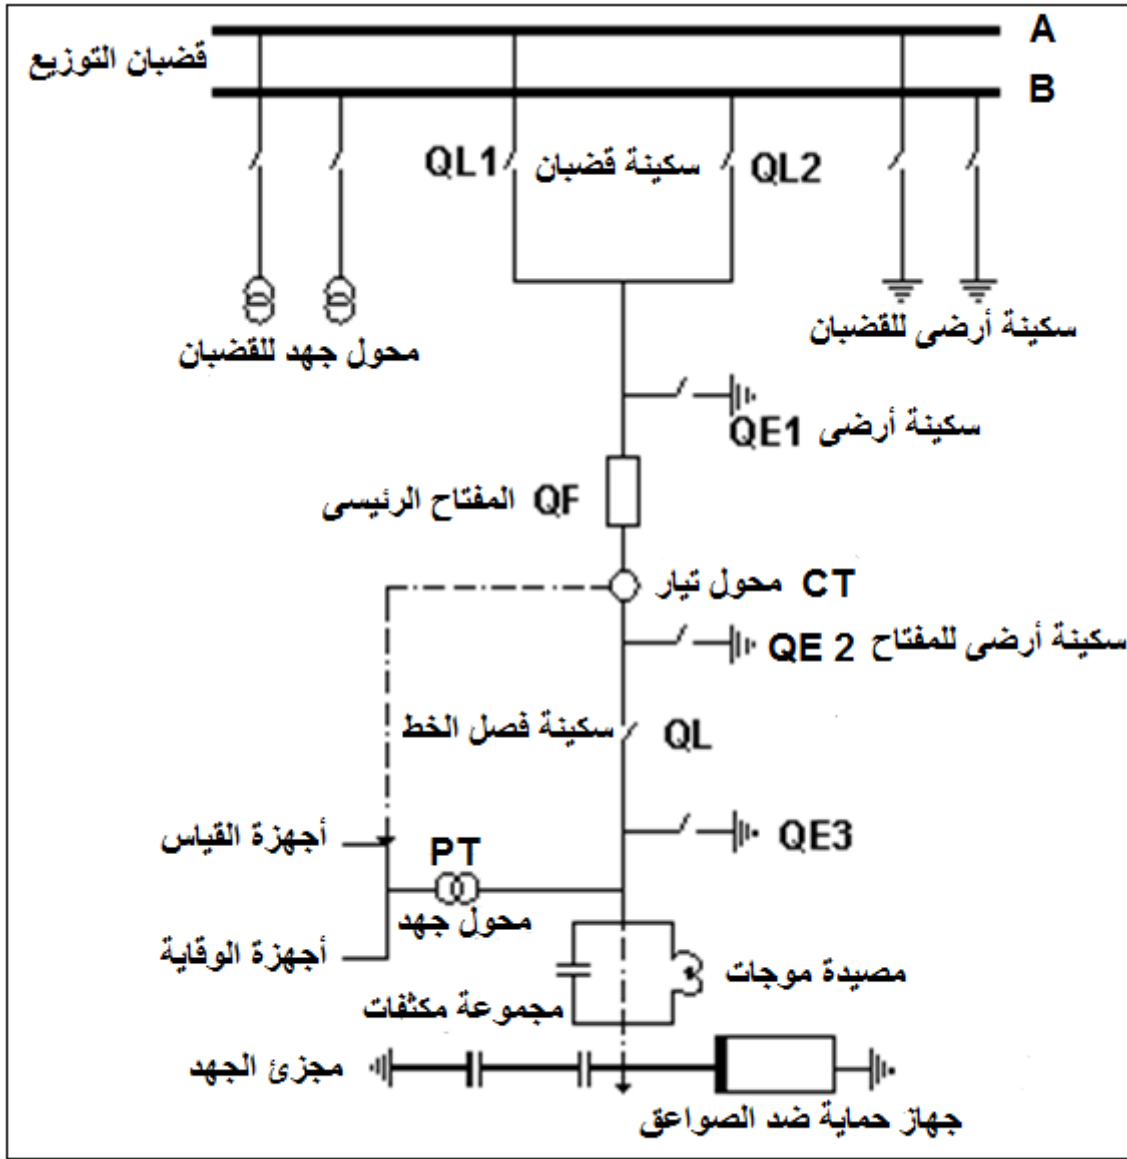 A
قضبان التوزيع
B
QL1
سكينة قضبان
QL2
سكينة أرضى للقضبان
محول جهد للقضبان
QE1 سكينة أرضى
المفتاح الرئيسى QF
محول تيار CT
QE 2 سكينة أرضى للمفتاح
سكينة فصل الخط
QL
أجهزة القياس
QE3
PT
محول جهد
أجهزة الوقاية
مصيدة موجات
مجموعة مكثفات
مجزئ الجهد
جهاز حماية ضد الصواعق